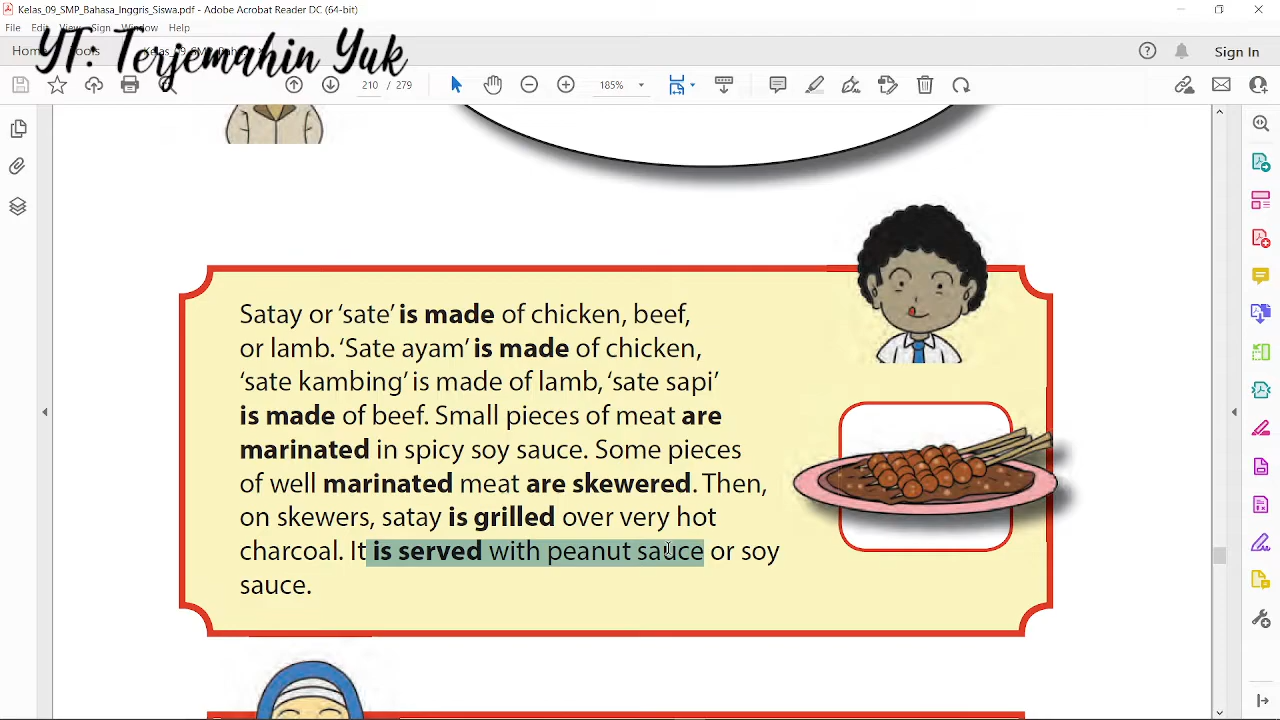 Kelas_09_SMP_Bahasa_Inggris_Siswa.pdf - Adobe Acrobat Reader DC (64-bit)
File Edit View Sign Window Help
YT: Terjemahin Yuk
Home Tools
Sign In
210 / 279
185%
Satay or ‘sate’ is made of chicken, beef,
or lamb. ‘Sate ayam’ is made of chicken,
‘sate kambing’ is made of lamb, ‘sate sapi’
is made of beef. Small pieces of meat are
marinated in spicy soy sauce. Some pieces
of well marinated meat are skewered. Then,
on skewers, satay is grilled over very hot
charcoal. It is served with peanut sauce or soy
sauce.